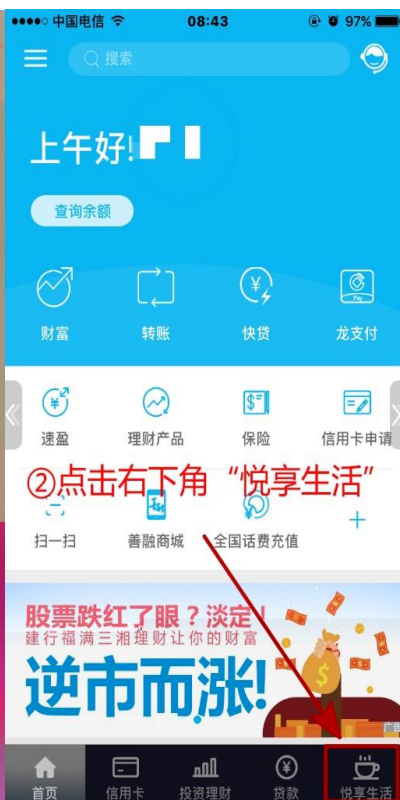 中国电信 08:43 97%
搜索
上午好!
查询余额
财富 转账 快贷 龙支付
Pay
速盈 理财产品 保险 信用卡申请
②点击右下角“悦享生活”
扫一扫 善融商城 全国话费充值
股票跌红了眼？淡定！
建行福满三湘理财让你的财富
逆市而涨!
广告
首页 信用卡 投资理财 贷款 悦享生活